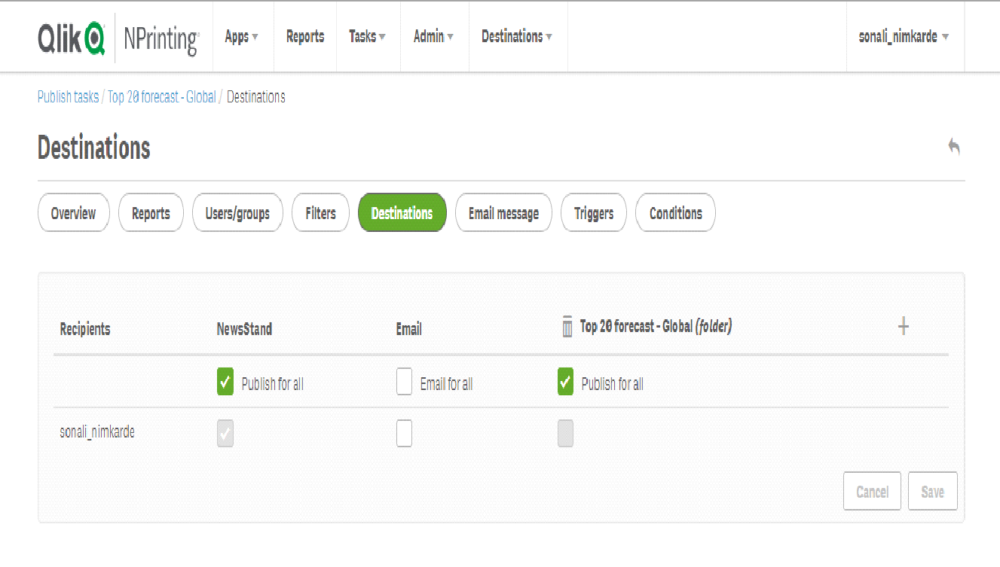 Qlik NPrinting Apps Reports Tasks Admin Destinations sonali_nimkarde
Publish tasks / Top 20 forecast - Global / Destinations
Destinations
Overview Reports Users/groups Filters Destinations Email message Triggers Conditions
Recipients NewsStand Email Top 20 forecast - Global (folder)
Publish for all Email for all Publish for all
sonali_nimkarde
Cancel Save